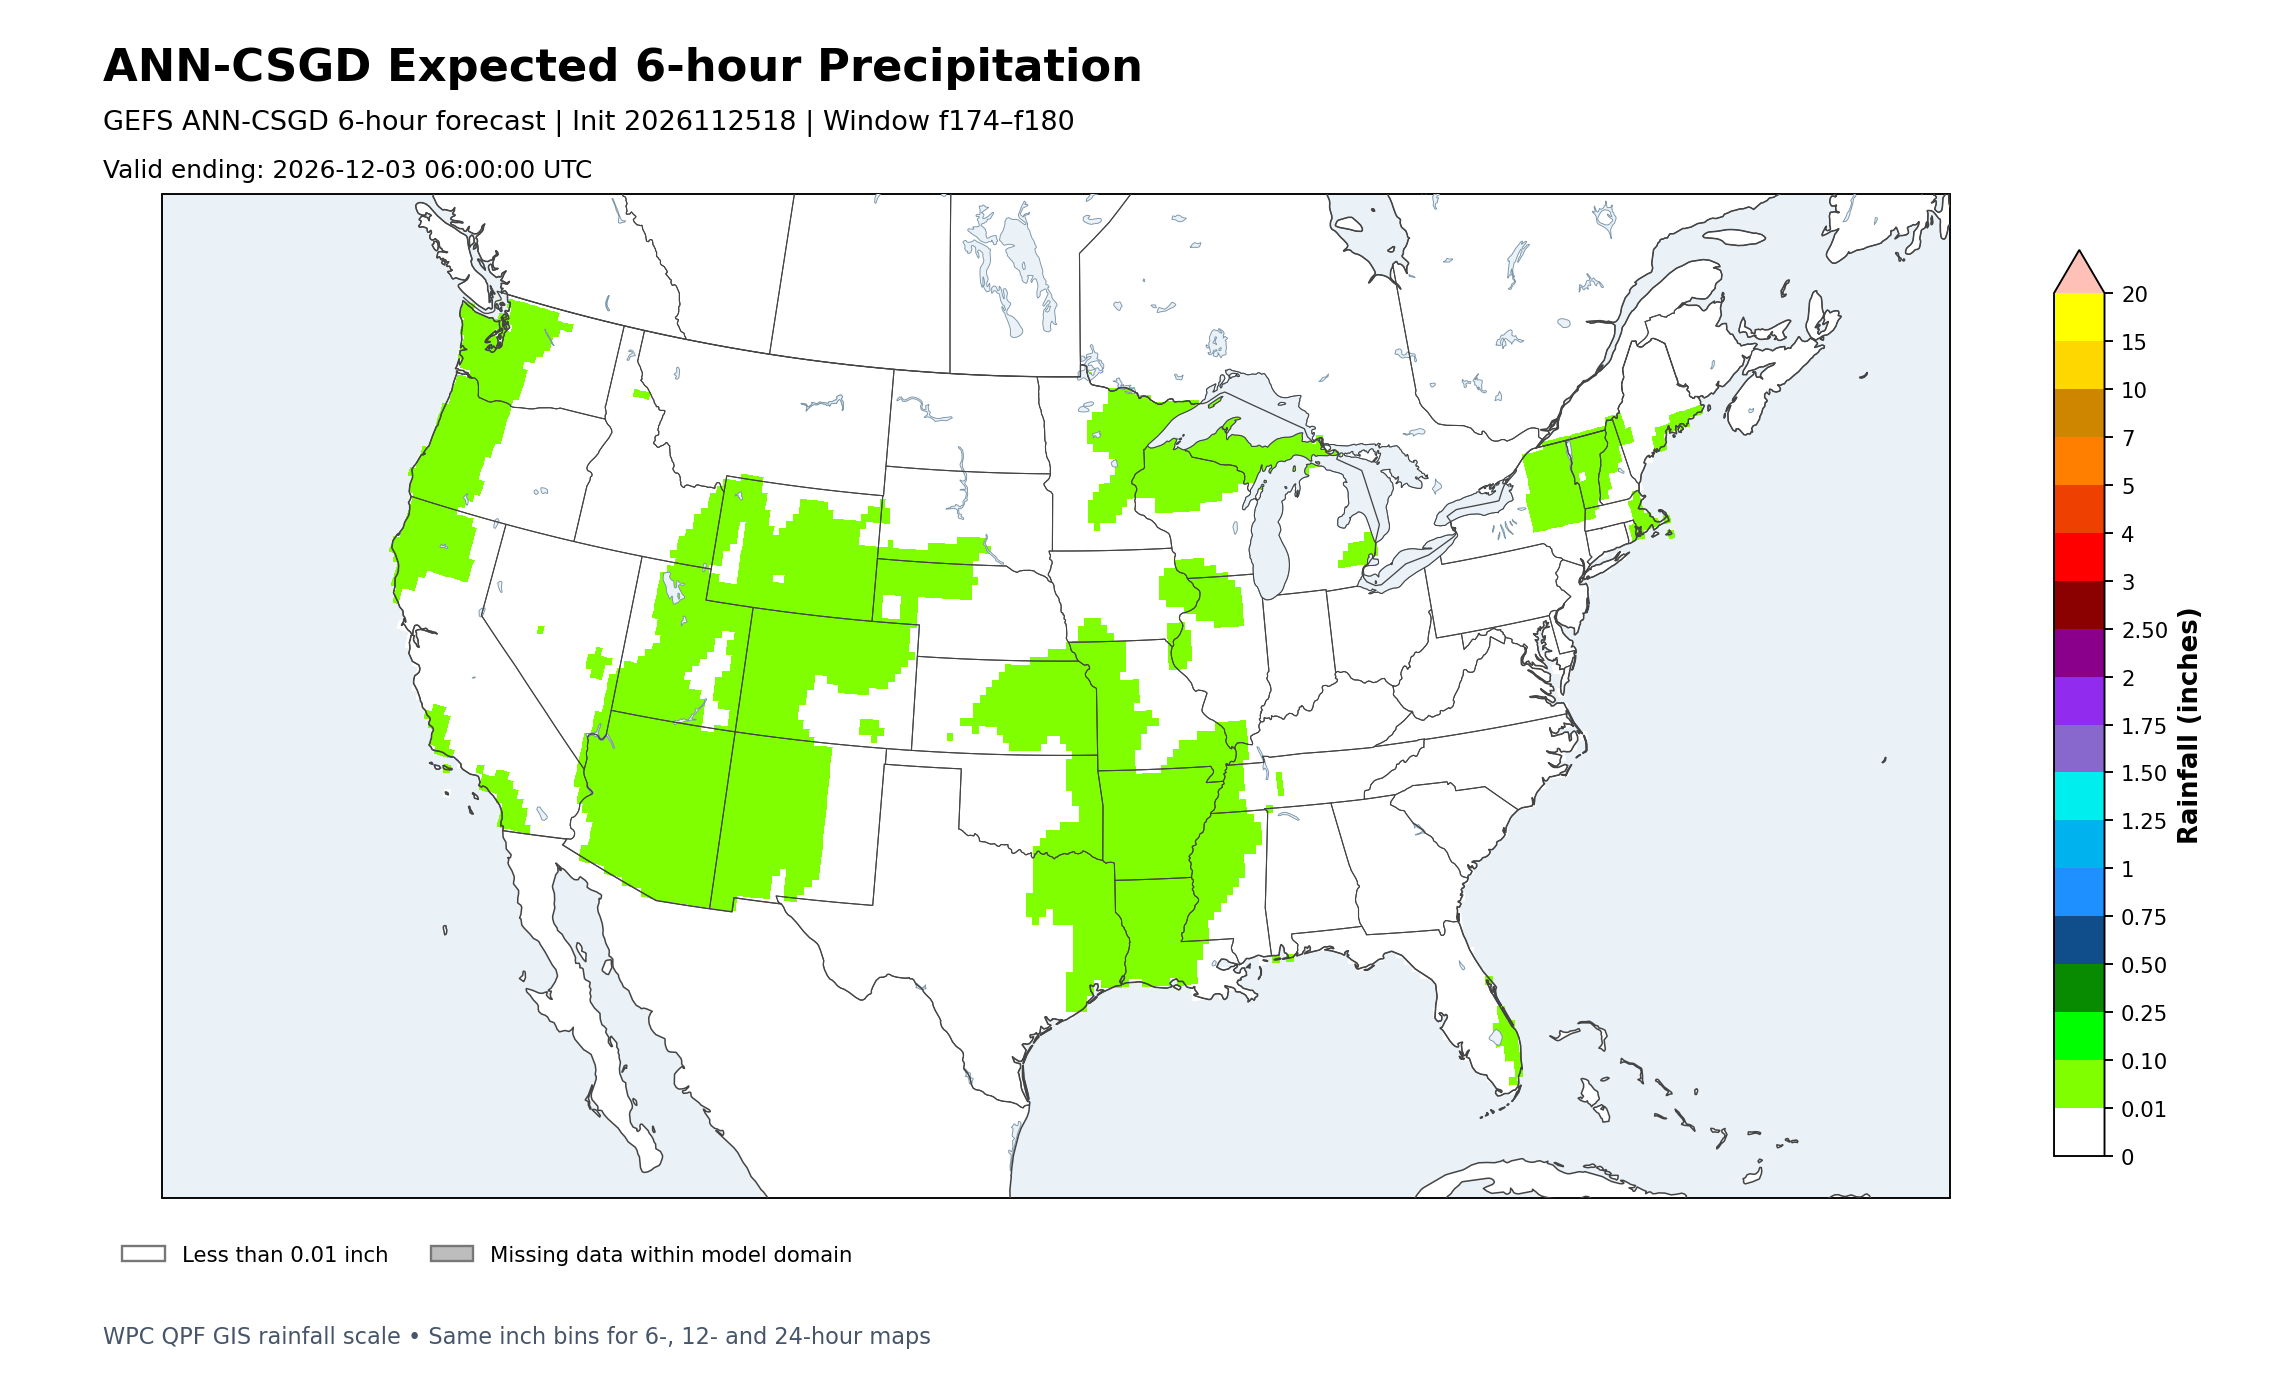 ANN-CSGD Expected 6-hour Precipitation
GEFS ANN-CSGD 6-hour forecast | Init 2026112518 | Window f174–f180
Valid ending: 2026-12-03 06:00:00 UTC
20
15
10
7
5
4
3
2.50
2
1.75
1.50
1.25
1
0.75
0.50
0.25
0.10
0.01
0
Rainfall (inches)
Less than 0.01 inch
Missing data within model domain
WPC QPF GIS rainfall scale • Same inch bins for 6-, 12- and 24-hour maps